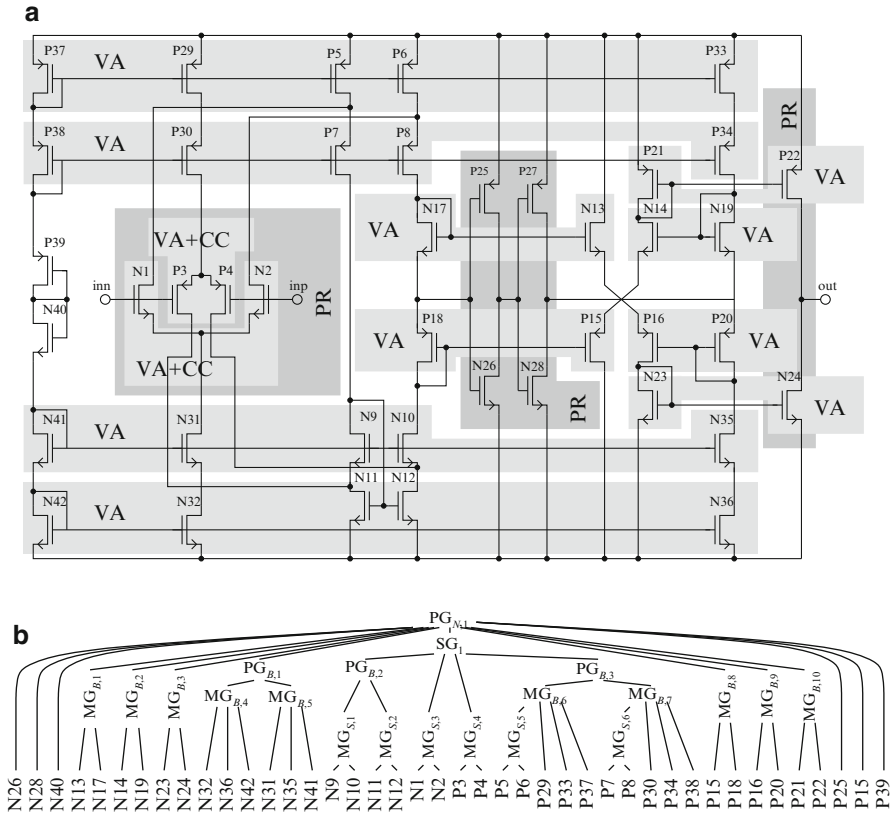 a
P37 VA P29 P5 P6 P33
P38 VA P30 P7 P8 P34
PR
P25 P27 P21 P22
VA
N17 N13 N14 N19
VA VA
P39 VA+CC
N1 P3 P4 N2
inn inp PR
out
N40
P18 P15 P16 P20
VA VA
VA+CC
N26 N28 N23 N24
PR VA
N41 VA N31 N9 N10 N35
N11 N12
N42 VA N32 N36
b
PG_{N,1}
SG_1
PG_{B,1} PG_{B,2} PG_{B,3}
MG_{B,1} MG_{B,2} MG_{B,3} MG_{B,4} MG_{B,5} MG_{S,1} MG_{S,2} MG_{S,3} MG_{S,4} MG_{S,5} MG_{B,6} MG_{S,6} MG_{B,7} MG_{B,8} MG_{B,9} MG_{B,10}
N26 N28 N40 N13 N17 N14 N19 N23 N24 N32 N36 N42 N31 N35 N41 N9 N10 N11 N12 N1 N2 P3 P4 P5 P6 P29 P33 P37 P7 P8 P30 P34 P38 P15 P18 P16 P20 P21 P22 P25 P15 P39